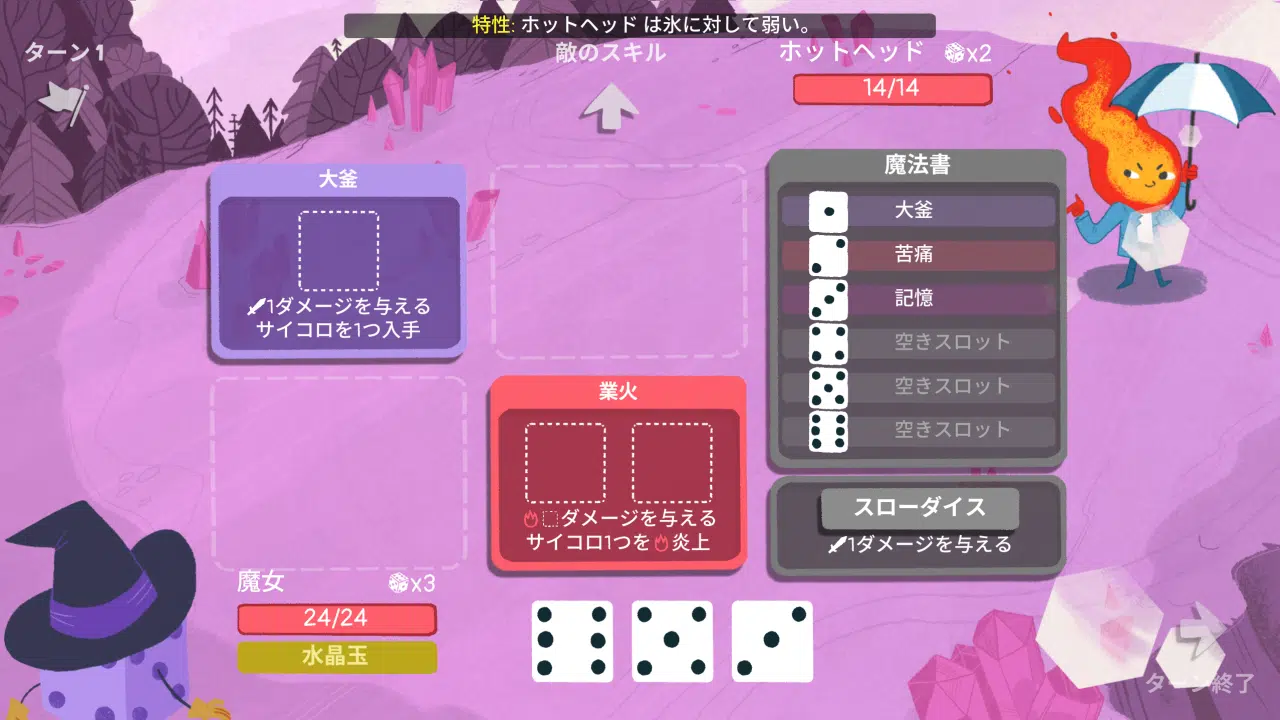 特性: ホットヘッド は氷に対して弱い。
ターン1
敵のスキル
ホットヘッド x2
14/14
大釜
1ダメージを与える
サイコロを1つ入手
業火
ダメージを与える
サイコロ1つを炎上
魔法書
大釜
苦痛
記憶
空きスロット
空きスロット
空きスロット
スローダイス
1ダメージを与える
魔女 x3
24/24
水晶玉
ターン終了